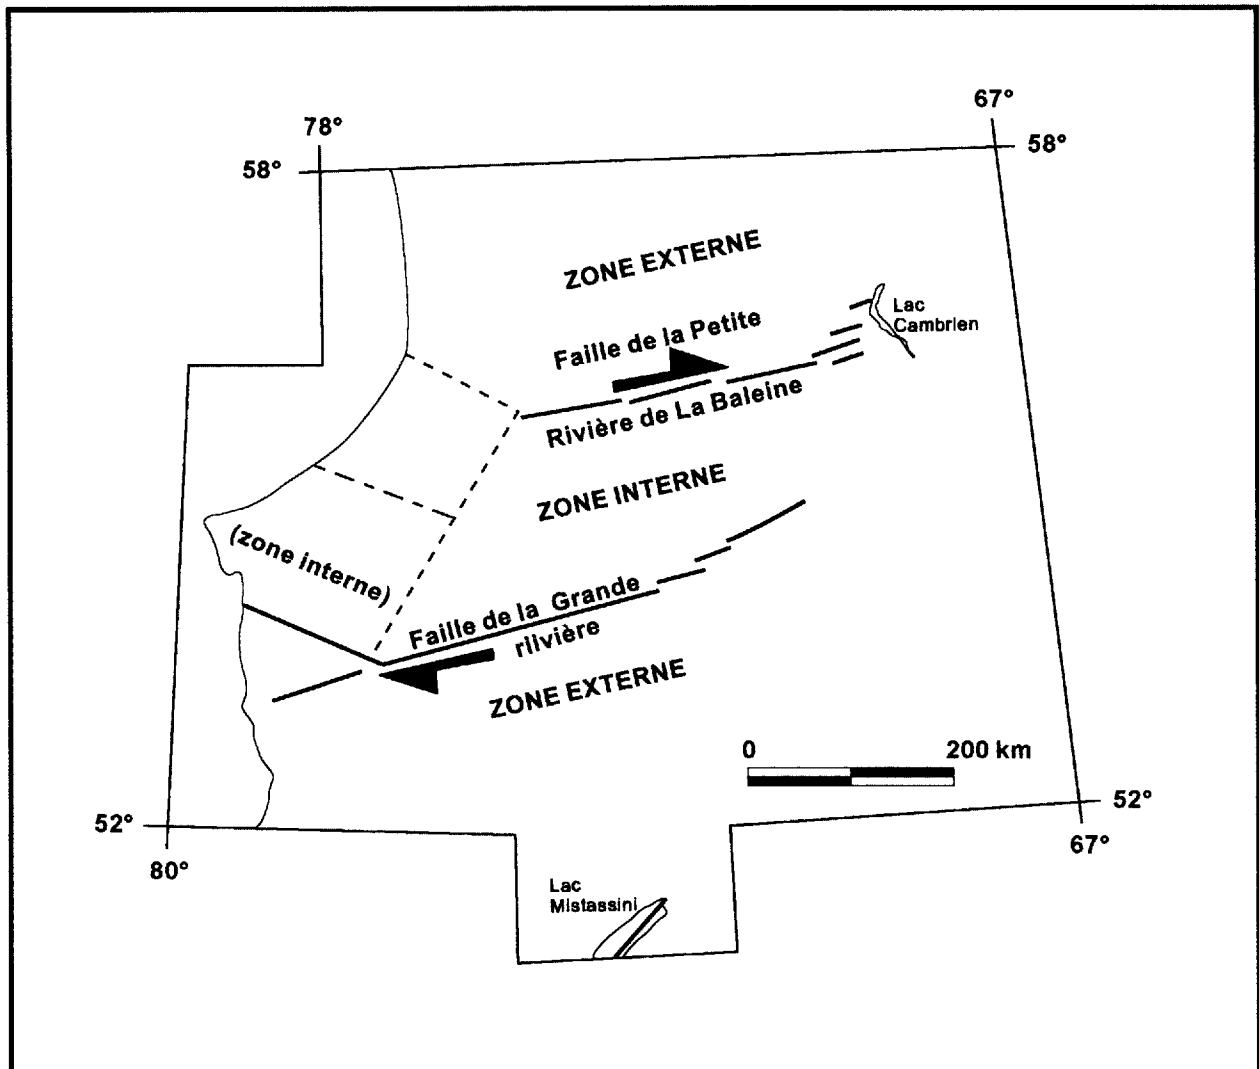 67°
78°
58°
58°
ZONE EXTERNE
Lac
Cambrien
Faille de la Petite
Rivière de La Baleine
ZONE INTERNE
(zone interne)
Faille de la Grande
riivière
ZONE EXTERNE
0 200 km
52°
52°
67°
80°
Lac
Mistassini